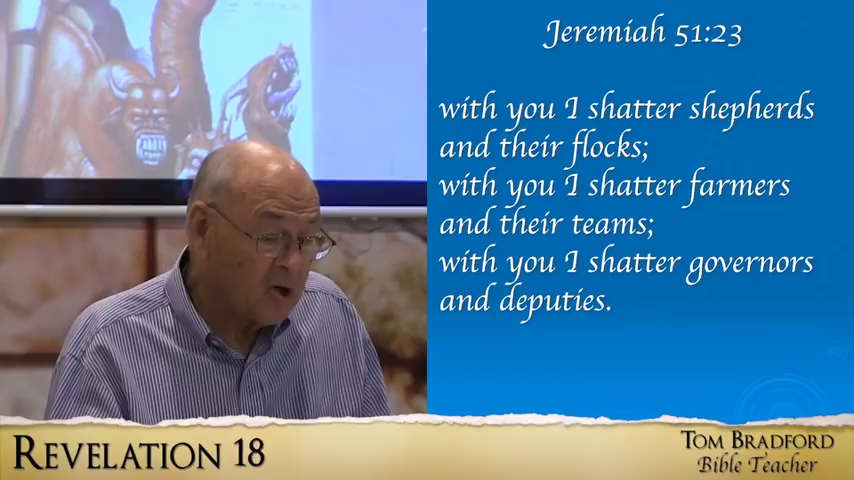 Jeremiah 51:23
with you I shatter shepherds
and their flocks;
with you I shatter farmers
and their teams;
with you I shatter governors
and deputies.
REVELATION 18
TOM BRADFORD
Bible Teacher